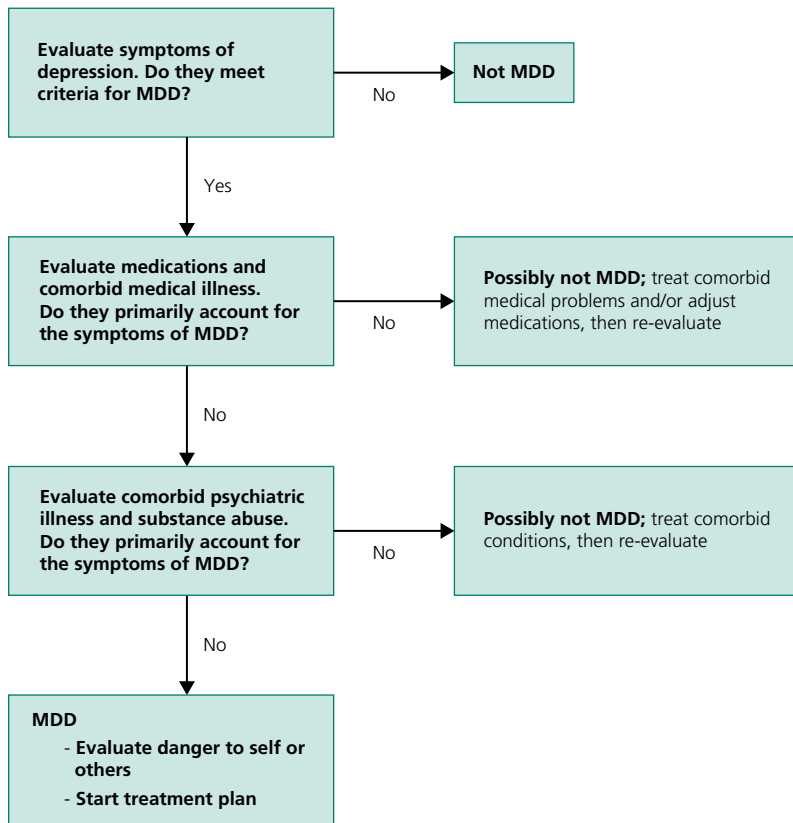 Evaluate symptoms of
depression. Do they meet
criteria for MDD?
No
Not MDD
Yes
Evaluate medications and
comorbid medical illness.
Do they primarily account for
the symptoms of MDD?
No
Possibly not MDD; treat comorbid
medical problems and/or adjust
medications, then re-evaluate
No
Evaluate comorbid psychiatric
illness and substance abuse.
Do they primarily account for
the symptoms of MDD?
No
Possibly not MDD; treat comorbid
conditions, then re-evaluate
No
MDD
- Evaluate danger to self or
others
- Start treatment plan